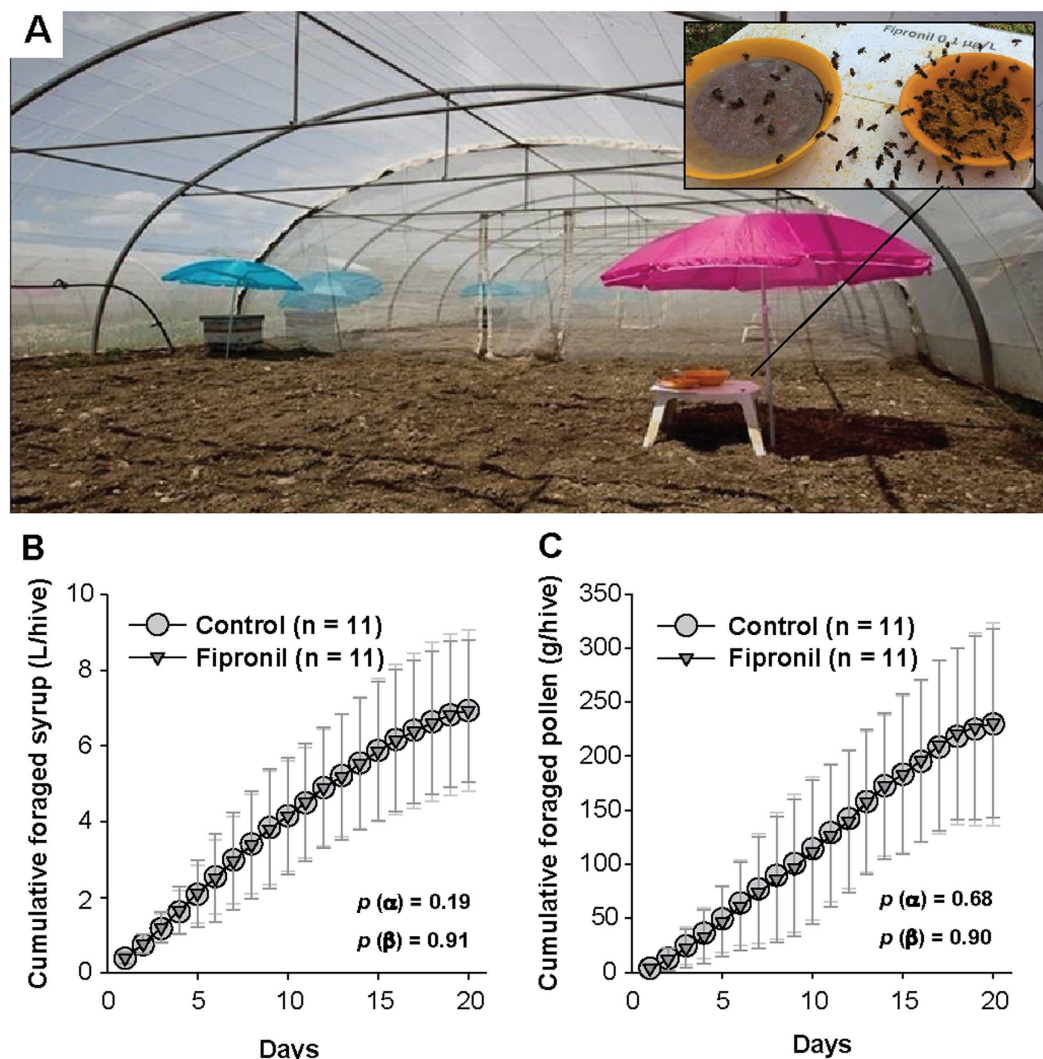 A
Fipronil 0,1 µg/L
1
B
C
Cumulative foraged syrup (L/hive)
10
8
6
4
2
0
Control (n = 11)
Fipronil (n = 11)
p (α) = 0.19
p (β) = 0.91
0
5
10
15
20
Days
Cumulative foraged pollen (g/hive)
350
300
250
200
150
100
50
0
Control (n = 11)
Fipronil (n = 11)
p (α) = 0.68
p (β) = 0.90
0
5
10
15
20
Days